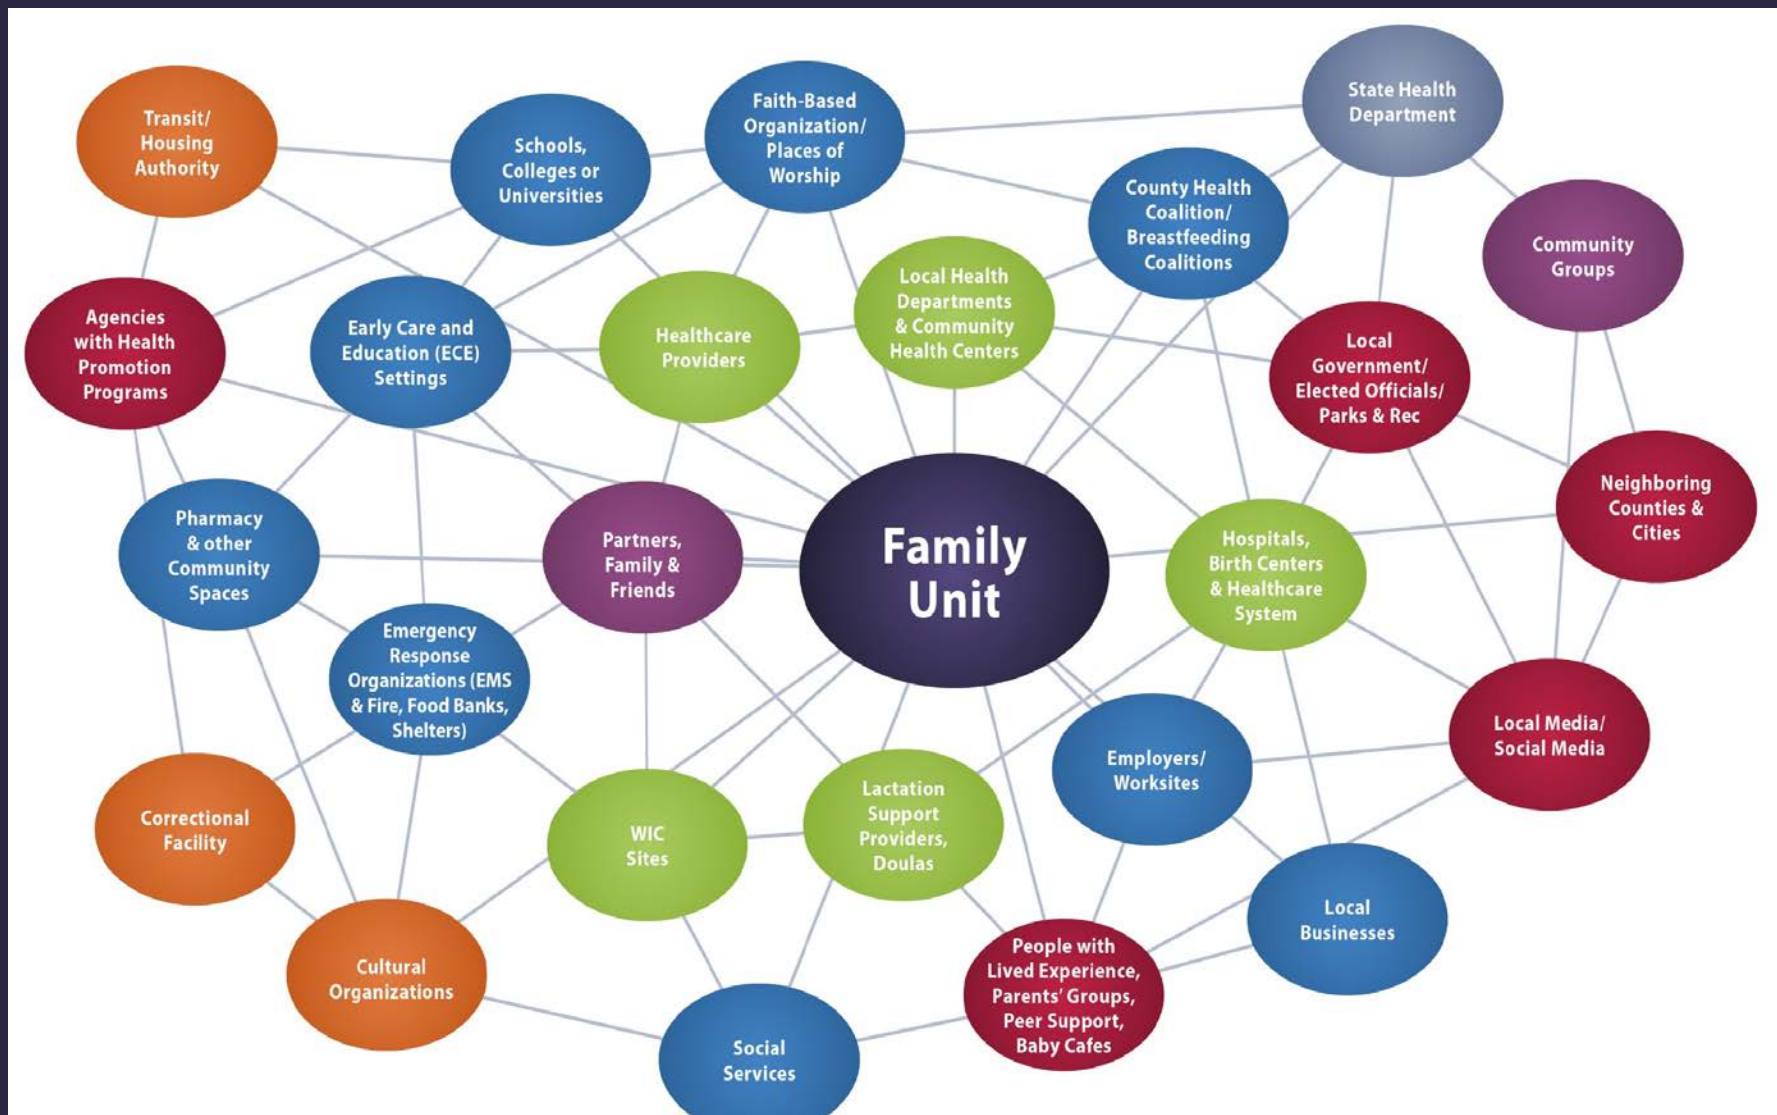 Transit/
Housing
Authority
Schools,
Colleges or
Universities
Faith-Based
Organization/
Places of
Worship
State Health
Department
County Health
Coalition/
Breastfeeding
Coalitions
Community
Groups
Agencies
with Health
Promotion
Programs
Early Care and
Education (ECE)
Settings
Healthcare
Providers
Local Health
Departments
& Community
Health Centers
Local
Government/
Elected Officials/
Parks & Rec
Neighboring
Counties &
Cities
Pharmacy
& other
Community
Spaces
Partners,
Family &
Friends
Family
Unit
Hospitals,
Birth Centers
& Healthcare
System
Emergency
Response
Organizations (EMS
& Fire, Food Banks,
Shelters)
Employers/
Worksites
Local Media/
Social Media
Correctional
Facility
WIC
Sites
Lactation
Support
Providers,
Doulas
Local
Businesses
Cultural
Organizations
People with
Lived Experience,
Parents' Groups,
Peer Support,
Baby Cafes
Social
Services